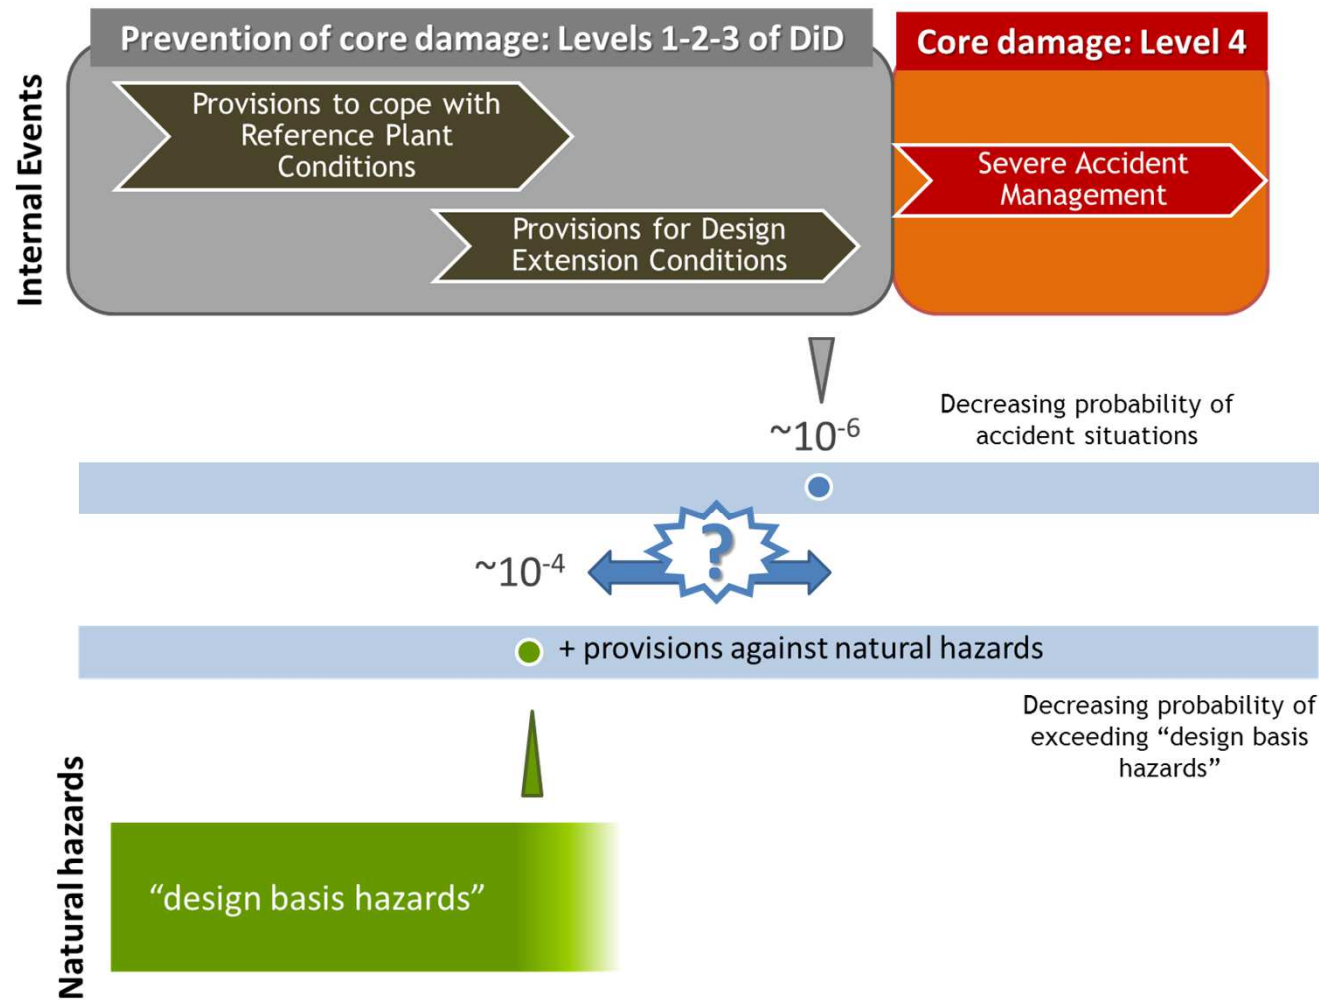 Internal Events
Prevention of core damage: Levels 1-2-3 of DiD
Core damage: Level 4
Provisions to cope with
Reference Plant
Conditions
Provisions for Design
Extension Conditions
Severe Accident
Management
~10⁻⁶
Decreasing probability of
accident situations
~10⁻⁴
?
+ provisions against natural hazards
Decreasing probability of
exceeding “design basis
hazards”
Natural hazards
“design basis hazards”